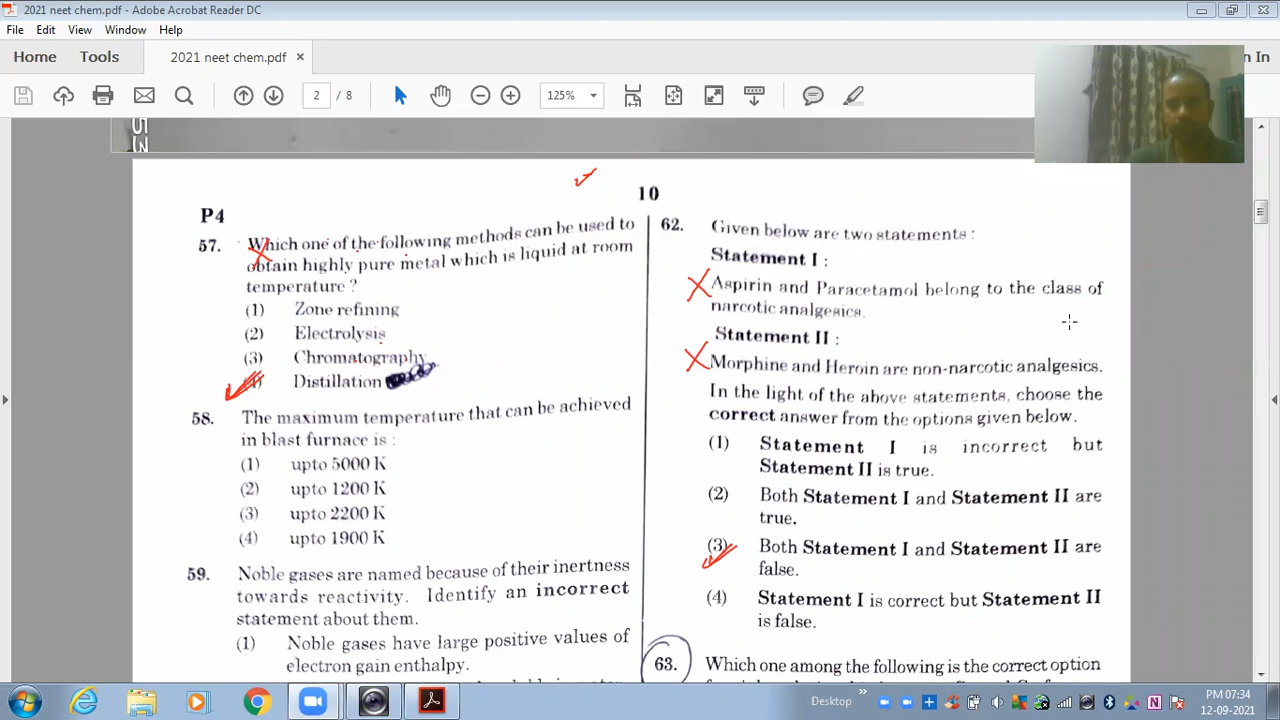 2021 neet chem.pdf - Adobe Acrobat Reader DC
File Edit View Window Help
Home Tools 2021 neet chem.pdf × In In
2 / 8 125%
P4
10
57. Which one of the following methods can be used to
obtain highly pure metal which is liquid at room
temperature ?
(1) Zone refining
(2) Electrolysis
(3) Chromatography
Distillation
58. The maximum temperature that can be achieved
in blast furnace is :
(1) upto 5000 K
(2) upto 1200 K
(3) upto 2200 K
(4) upto 1900 K
59. Noble gases are named because of their inertness
towards reactivity. Identify an incorrect
statement about them.
(1) Noble gases have large positive values of
electron gain enthalpy.
62. Given below are two statements :
Statement I :
Aspirin and Paracetamol belong to the class of
narcotic analgesics.
Statement II :
Morphine and Heroin are non-narcotic analgesics.
In the light of the above statements, choose the
correct answer from the options given below.
(1) Statement I is incorrect but
Statement II is true.
(2) Both Statement I and Statement II are
true.
(3) Both Statement I and Statement II are
false.
(4) Statement I is correct but Statement II
is false.
63. Which one among the following is the correct option
Desktop
PM 07:34
12-09-2021